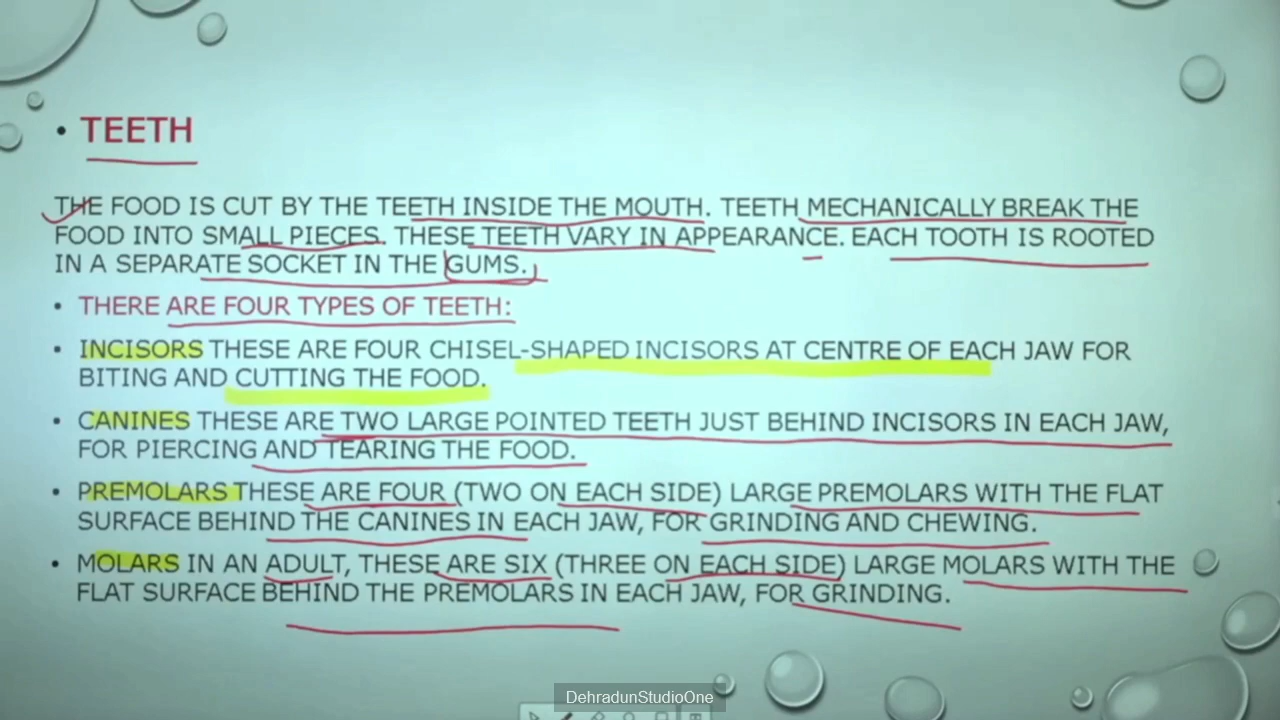 • TEETH
THE FOOD IS CUT BY THE TEETH INSIDE THE MOUTH. TEETH MECHANICALLY BREAK THE
FOOD INTO SMALL PIECES. THESE TEETH VARY IN APPEARANCE. EACH TOOTH IS ROOTED
IN A SEPARATE SOCKET IN THE GUMS.
• THERE ARE FOUR TYPES OF TEETH:
• INCISORS THESE ARE FOUR CHISEL-SHAPED INCISORS AT CENTRE OF EACH JAW FOR
BITING AND CUTTING THE FOOD.
• CANINES THESE ARE TWO LARGE POINTED TEETH JUST BEHIND INCISORS IN EACH JAW,
FOR PIERCING AND TEARING THE FOOD.
• PREMOLARS THESE ARE FOUR (TWO ON EACH SIDE) LARGE PREMOLARS WITH THE FLAT
SURFACE BEHIND THE CANINES IN EACH JAW, FOR GRINDING AND CHEWING.
• MOLARS IN AN ADULT, THESE ARE SIX (THREE ON EACH SIDE) LARGE MOLARS WITH THE
FLAT SURFACE BEHIND THE PREMOLARS IN EACH JAW, FOR GRINDING.
DehradunStudioOne